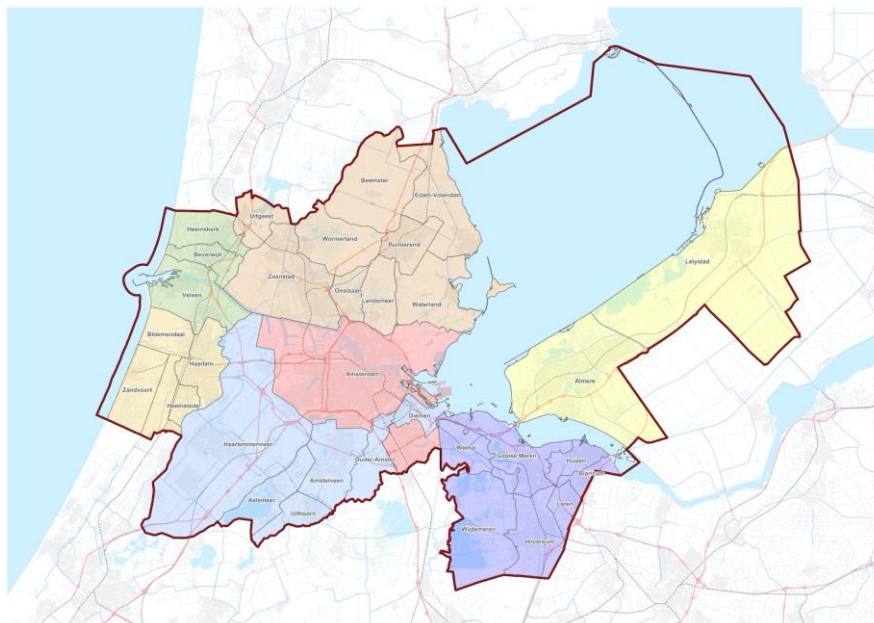 Beemster
Edam-Volendam
Uitgeest
Heemskerk
Wormerland
Purmerend
Beverwijk
Zaanstad
Lelystad
Oostzaan
Velsen
Landsmeer
Waterland
Bloemendaal
Haarlem
Amsterdam
Almere
Zandvoort
Heemstede
Diemen
Haarlemmermeer
Ouder-Amstel
Weesp
Gooise Meren
Huizen
Blaricum
Amstelveen
Aalsmeer
Laren
Uithoorn
Wijdemeren
Hilversum